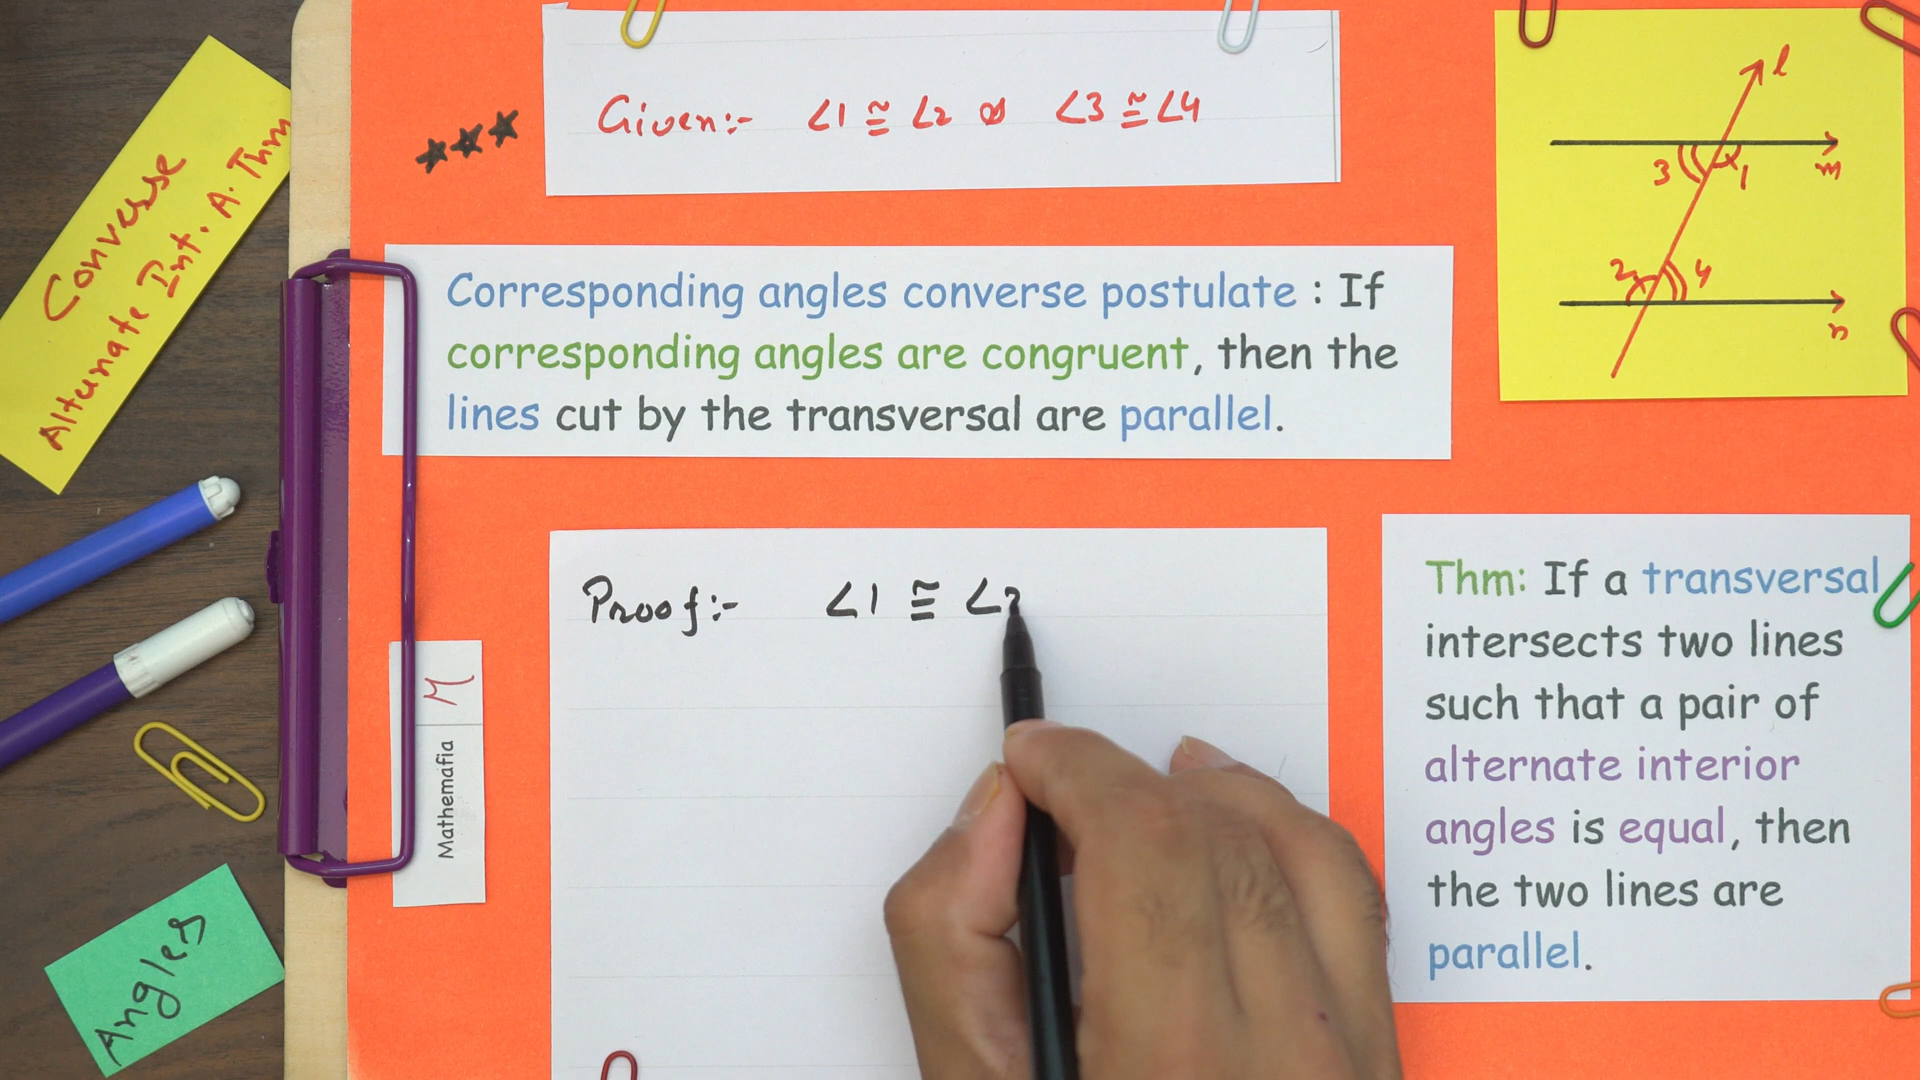 Converse
Alternate Int. A. Thm
Given:- ∠1 ≅ ∠2 or ∠3 ≅ ∠4
l
m
3 1
2 4
n
Corresponding angles converse postulate : If
corresponding angles are congruent, then the
lines cut by the transversal are parallel.
Proof:- ∠1 ≅ ∠2
Thm: If a transversal
intersects two lines
such that a pair of
alternate interior
angles is equal, then
the two lines are
parallel.
M
Mathemafia
Angles